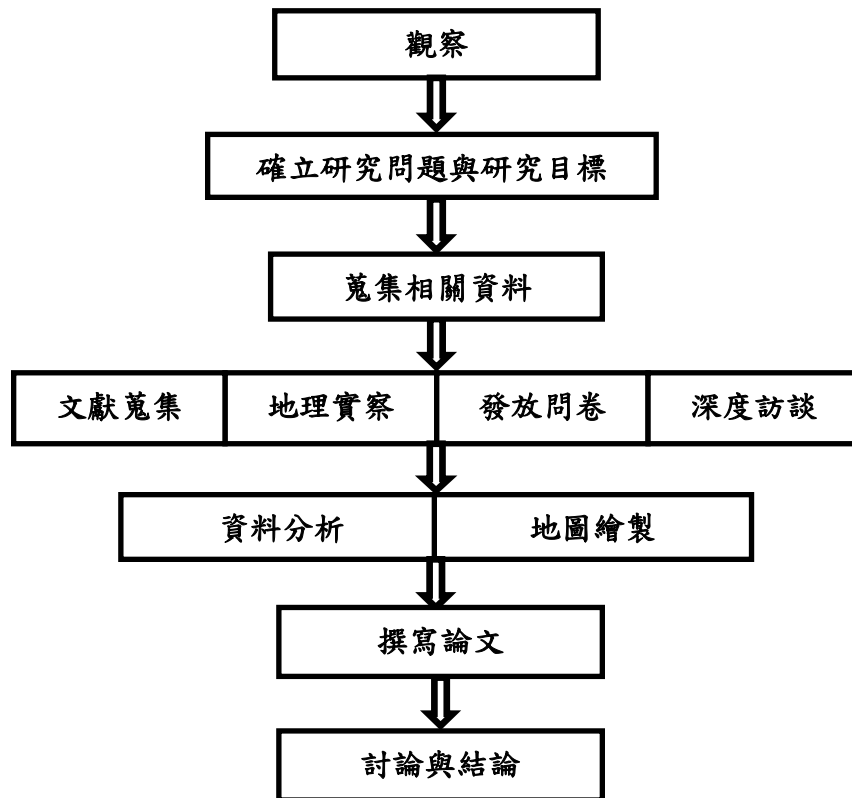 觀察
確立研究問題與研究目標
蒐集相關資料
文獻蒐集 地理實察 發放問卷 深度訪談
資料分析 地圖繪製
撰寫論文
討論與結論